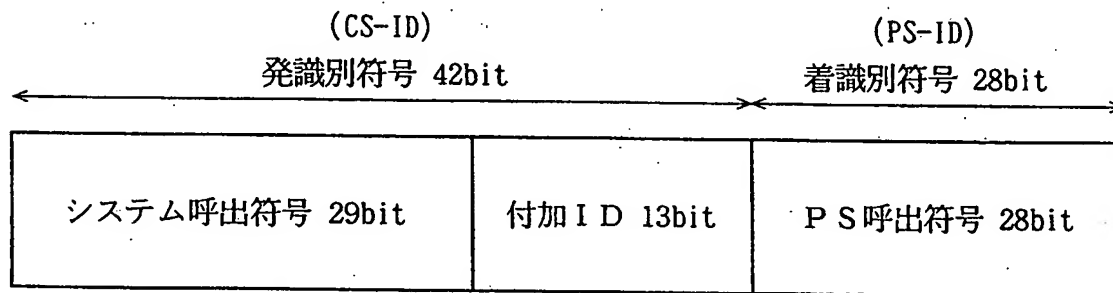 (CS-ID) (PS-ID)
発識別符号 42bit 着識別符号 28bit
システム呼出符号 29bit 付加ＩＤ 13bit ＰＳ呼出符号 28bit